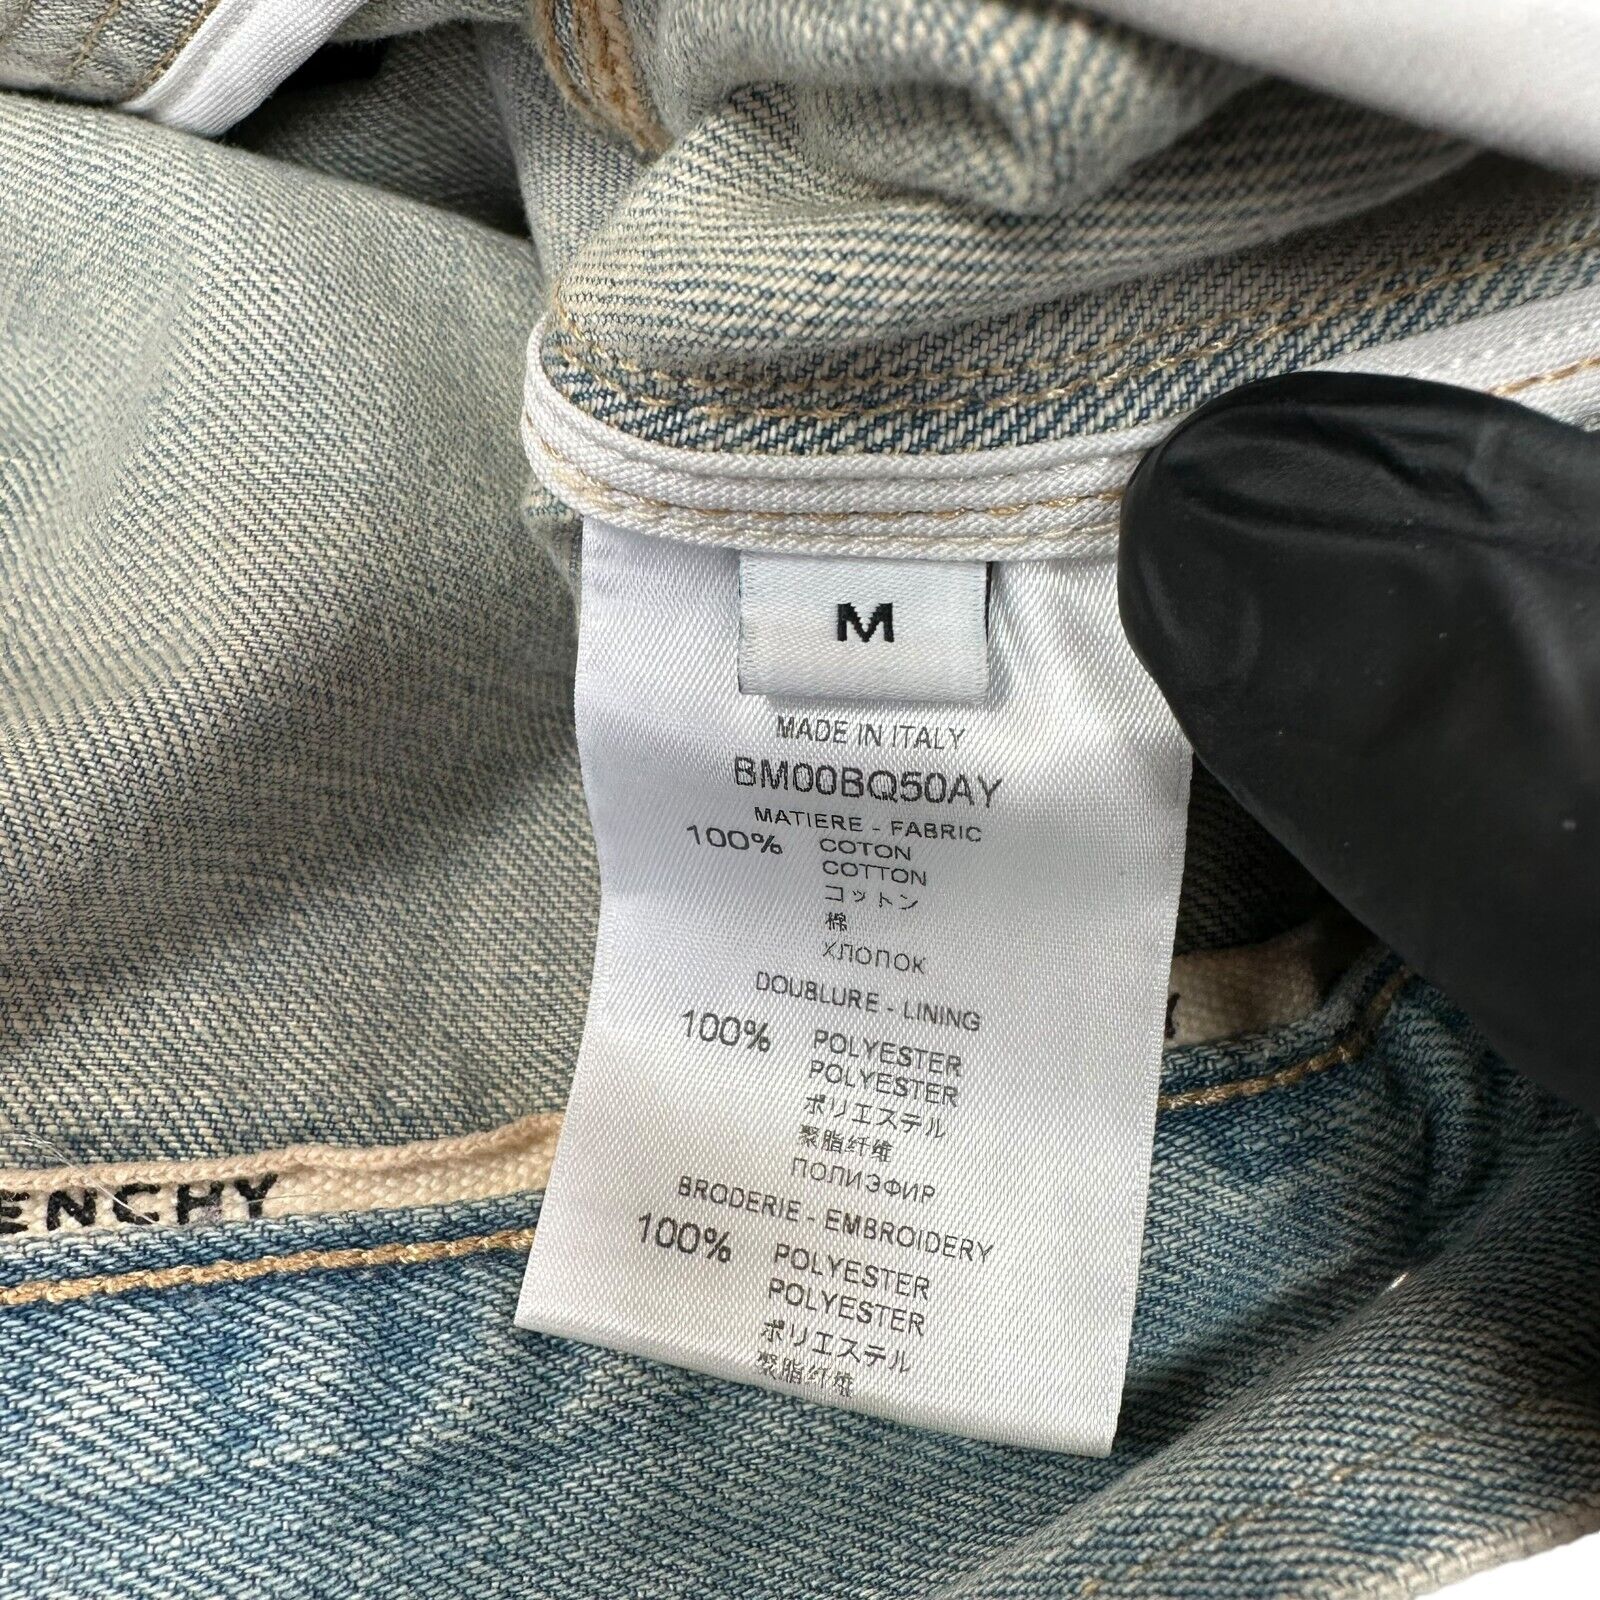 M
MADE IN ITALY
BM00BQ50AY
MATIERE - FABRIC
100% COTON
COTTON
コットン
棉
ХЛОПОК
DOUBLURE - LINING
100% POLYESTER
POLYESTER
ポリエステル
聚脂纤维
ПОЛИЭФИР
BRODERIE - EMBROIDERY
100% POLYESTER
POLYESTER
ポリエステル
聚脂纤维
ENCHY